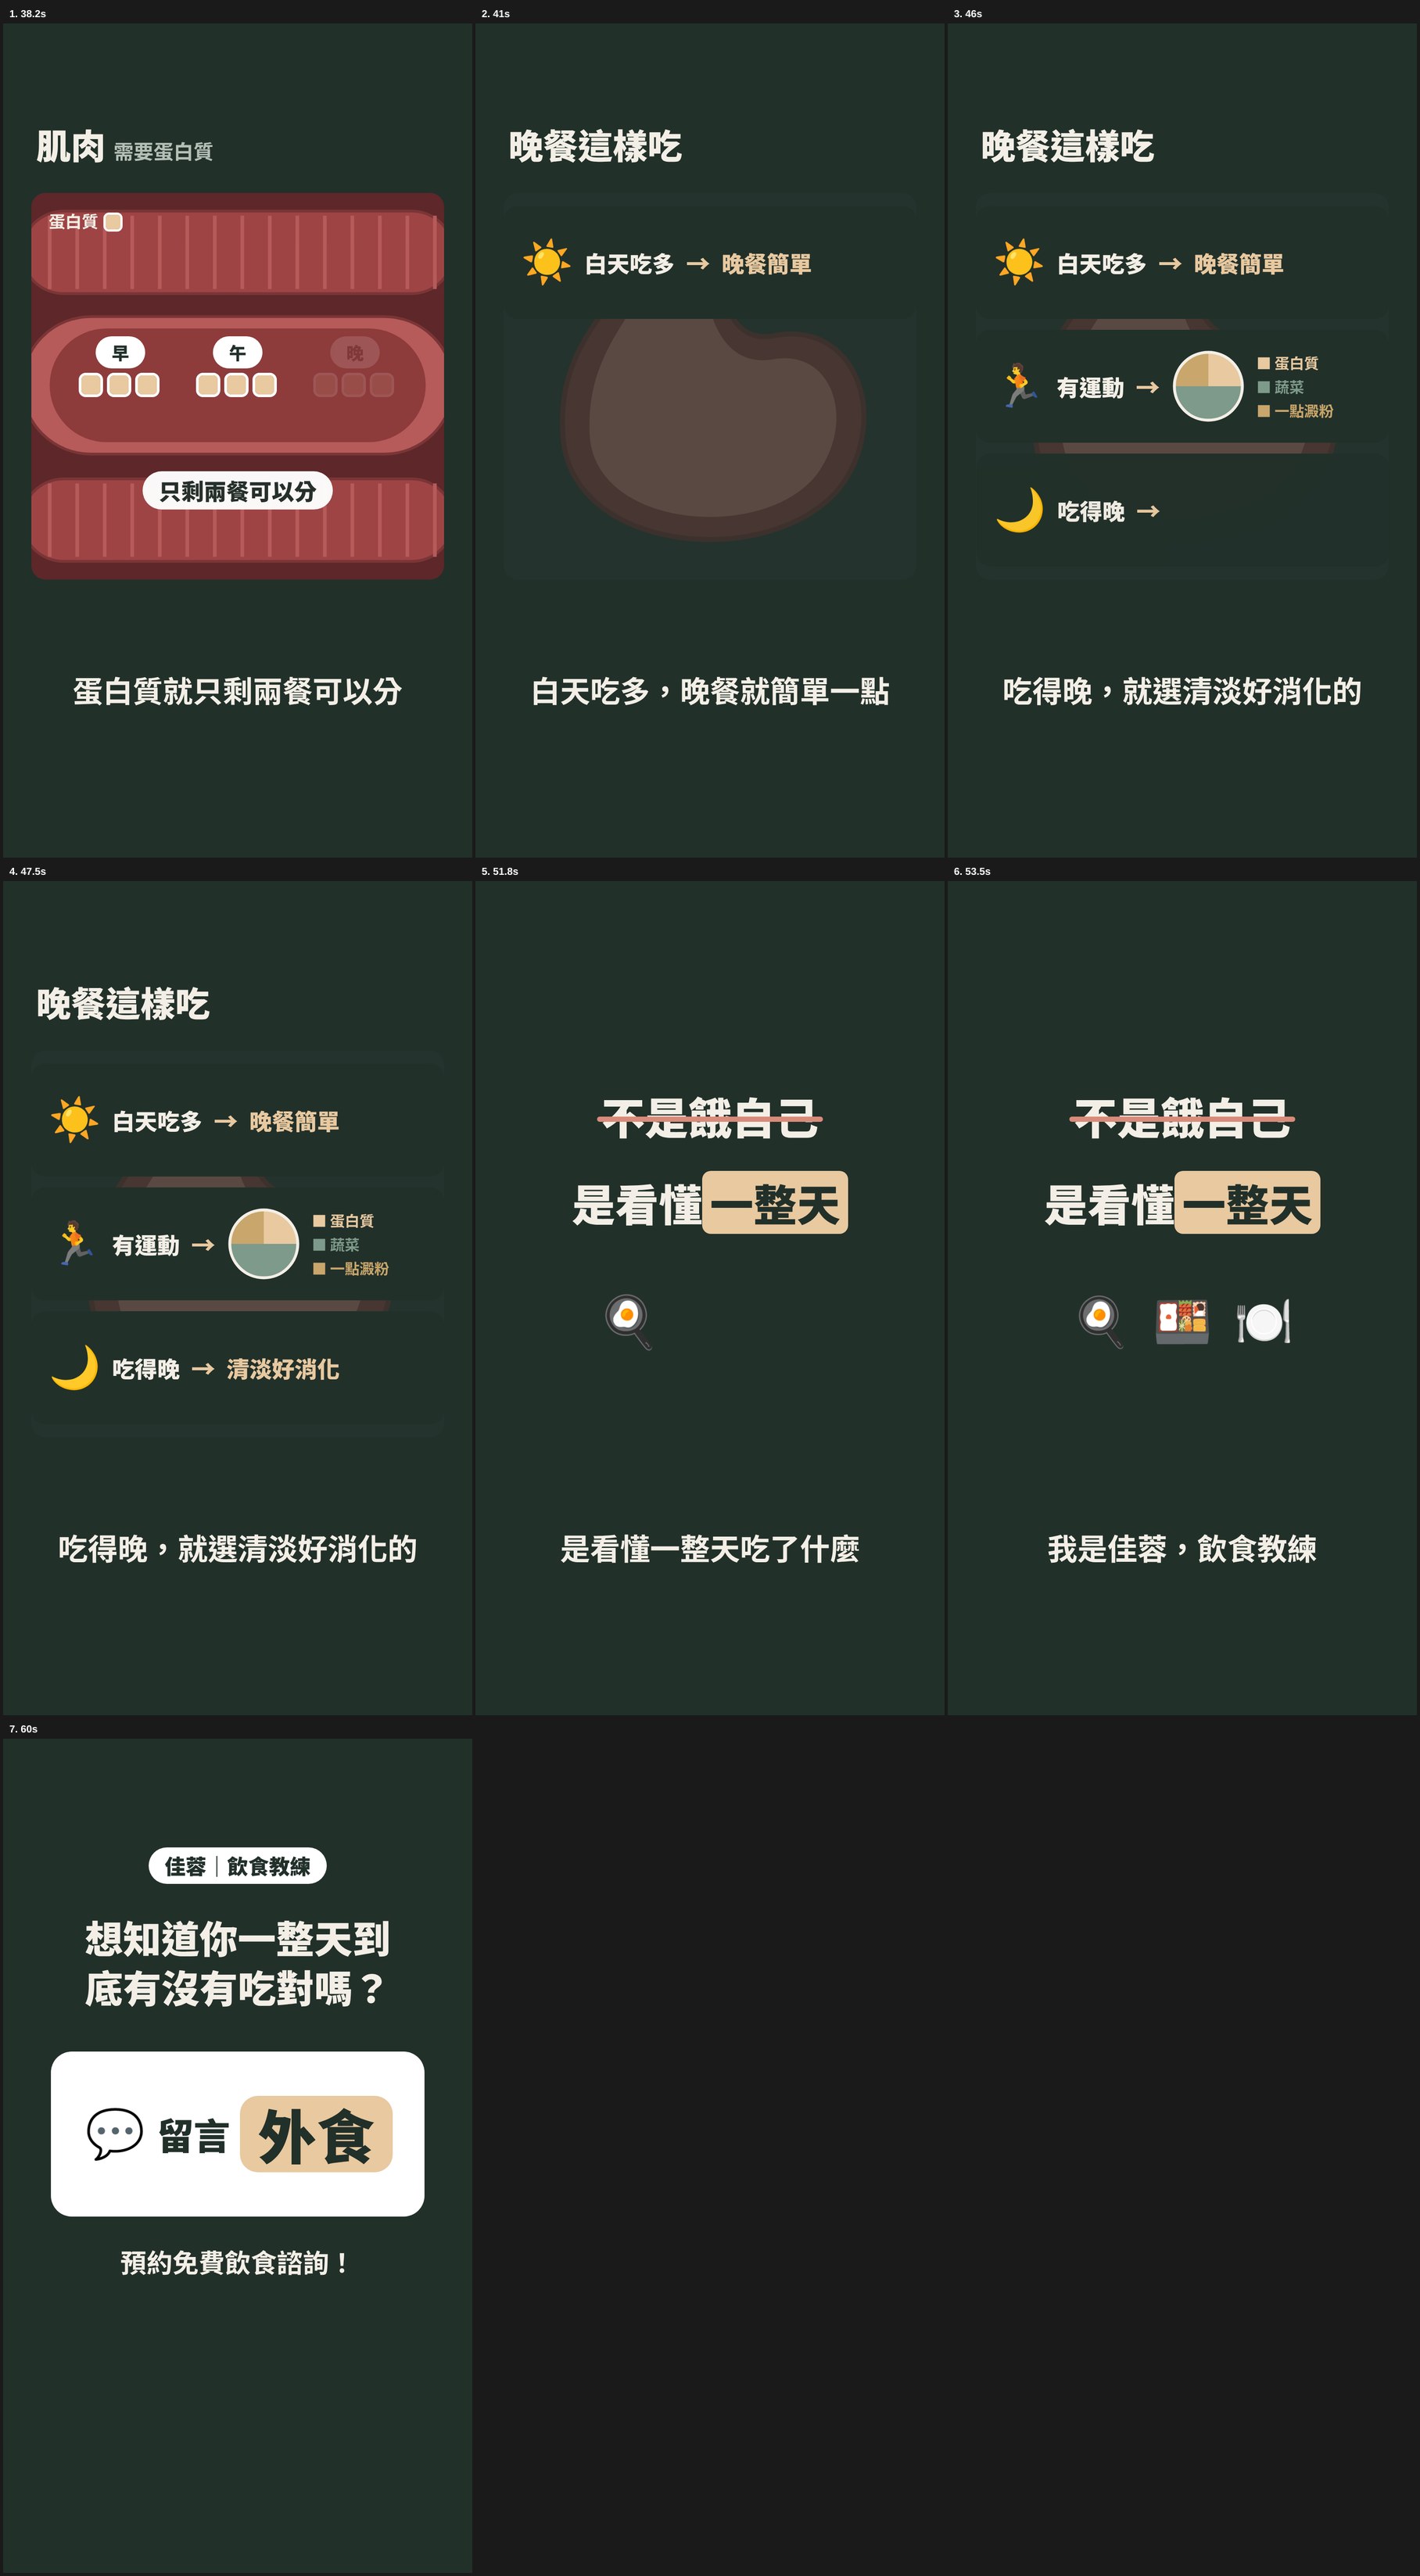 1. 38.2s
肌肉 需要蛋白質
蛋白質
早
午
晚
只剩兩餐可以分
蛋白質就只剩兩餐可以分
2. 41s
晚餐這樣吃
白天吃多 → 晚餐簡單
白天吃多，晚餐就簡單一點
3. 46s
晚餐這樣吃
白天吃多 → 晚餐簡單
有運動 →
蛋白質
蔬菜
一點澱粉
吃得晚 →
吃得晚，就選清淡好消化的
4. 47.5s
晚餐這樣吃
白天吃多 → 晚餐簡單
有運動 →
蛋白質
蔬菜
一點澱粉
吃得晚 → 清淡好消化
吃得晚，就選清淡好消化的
5. 51.8s
不是餓自己
是看懂一整天
是看懂一整天吃了什麼
6. 53.5s
不是餓自己
是看懂一整天
我是佳蓉，飲食教練
7. 60s
佳蓉｜飲食教練
想知道你一整天到
底有沒有吃對嗎？
留言 外食
預約免費飲食諮詢！